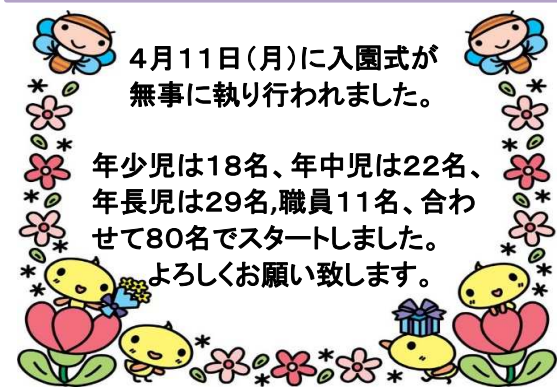 4月11日(月)に入園式が
無事に執り行われました。
年少児は18名、年中児は22名、
年長児は29名,職員11名、合わ
せて80名でスタートしました。
よろしくお願い致します。